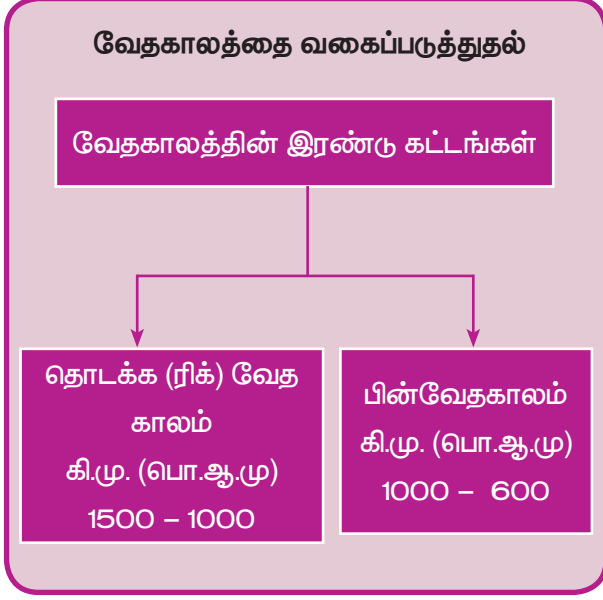 வேதகாலத்தை வகைப்படுத்துதல்
வேதகாலத்தின் இரண்டு கட்டங்கள்
தொடக்க (ரிக்) வேத
காலம்
கி.மு. (பொ.ஆ.மு)
1500 – 1000
பின்வேதகாலம்
கி.மு. (பொ.ஆ.மு)
1000 – 600